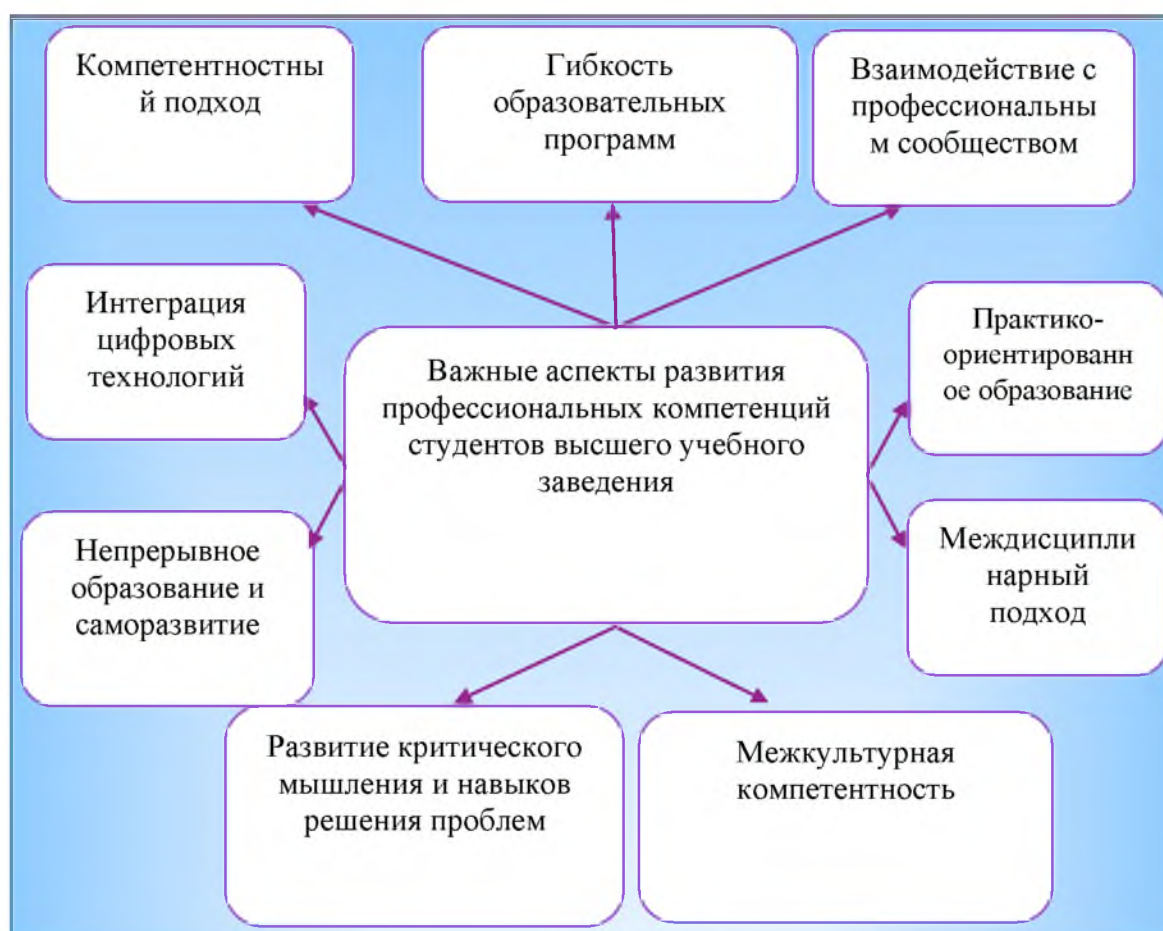 Компетентностны
й подход
Гибкость
образовательных
программ
Взаимодействие с
профессиональны
м сообществом
Интеграция
цифровых
технологий
Важные аспекты развития
профессиональных компетенций
студентов высшего учебного
заведения
Практико-
ориентированн
ое образование
Непрерывное
образование и
саморазвитие
Междисципли
нарный
подход
Развитие критического
мышления и навыков
решения проблем
Межкультурная
компетентность